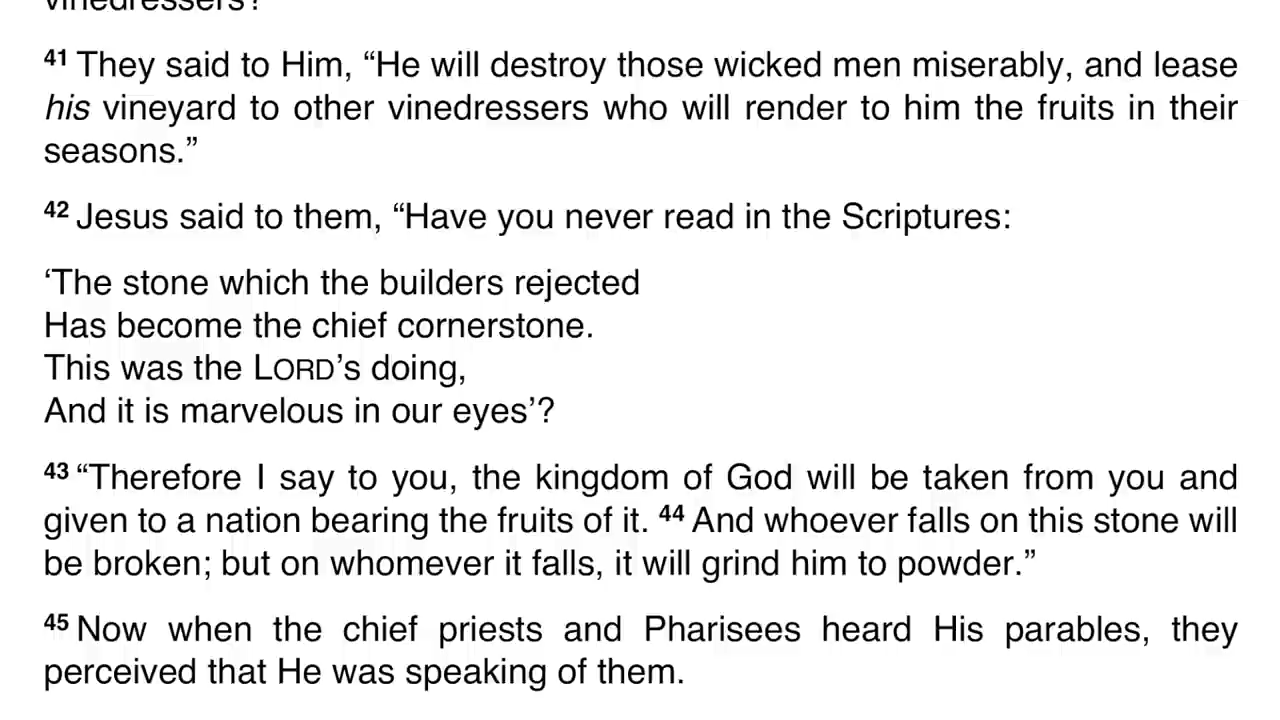 vinedressers?
41 They said to Him, “He will destroy those wicked men miserably, and lease
his vineyard to other vinedressers who will render to him the fruits in their
seasons.”
42 Jesus said to them, “Have you never read in the Scriptures:
‘The stone which the builders rejected
Has become the chief cornerstone.
This was the LORD’s doing,
And it is marvelous in our eyes’?
43 “Therefore I say to you, the kingdom of God will be taken from you and
given to a nation bearing the fruits of it. 44 And whoever falls on this stone will
be broken; but on whomever it falls, it will grind him to powder.”
45 Now when the chief priests and Pharisees heard His parables, they
perceived that He was speaking of them.